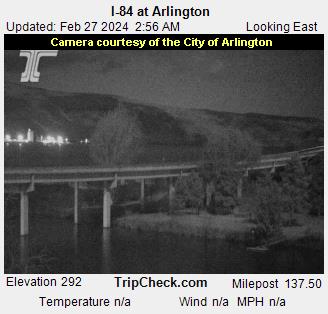 I-84 at Arlington
Updated: Feb 27 2024 2:56 AM Looking East
Camera courtesy of the City of Arlington
Elevation 292 TripCheck.com Milepost 137.50
Temperature n/a Wind n/a MPH n/a